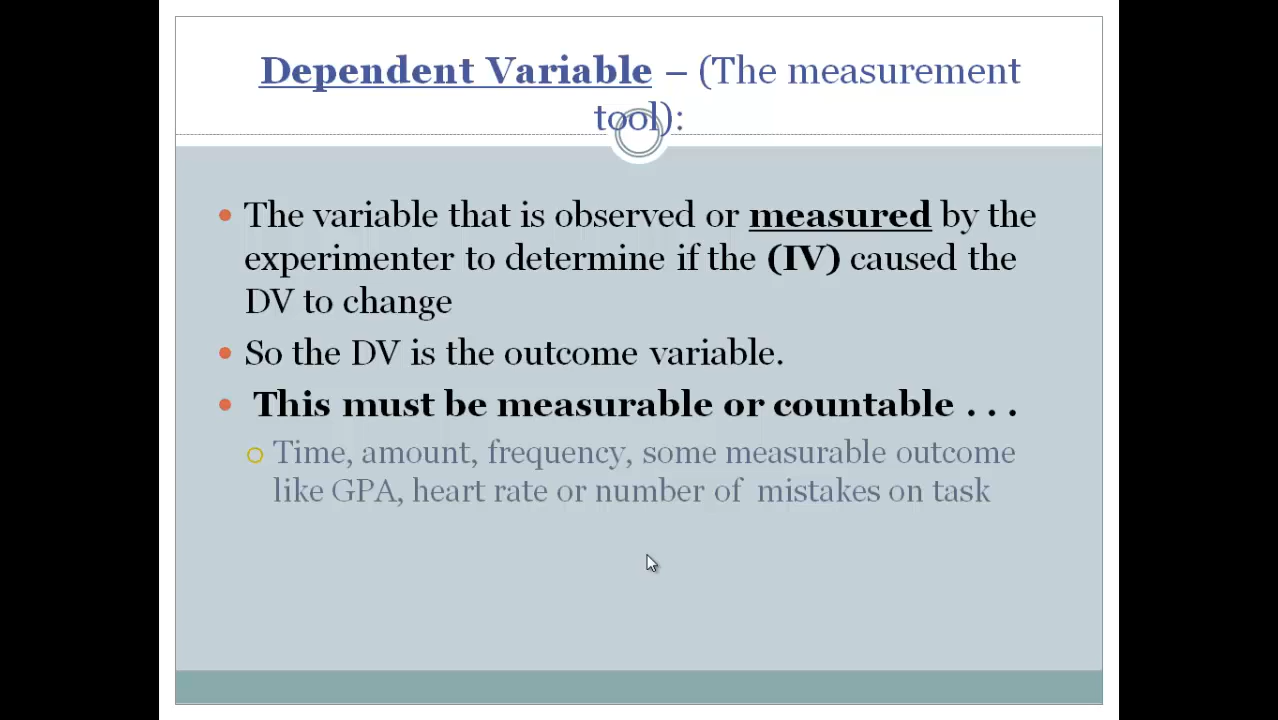 Dependent Variable – (The measurement
tool):
The variable that is observed or measured by the
experimenter to determine if the (IV) caused the
DV to change
So the DV is the outcome variable.
This must be measurable or countable . . .
Time, amount, frequency, some measurable outcome
like GPA, heart rate or number of  mistakes on task